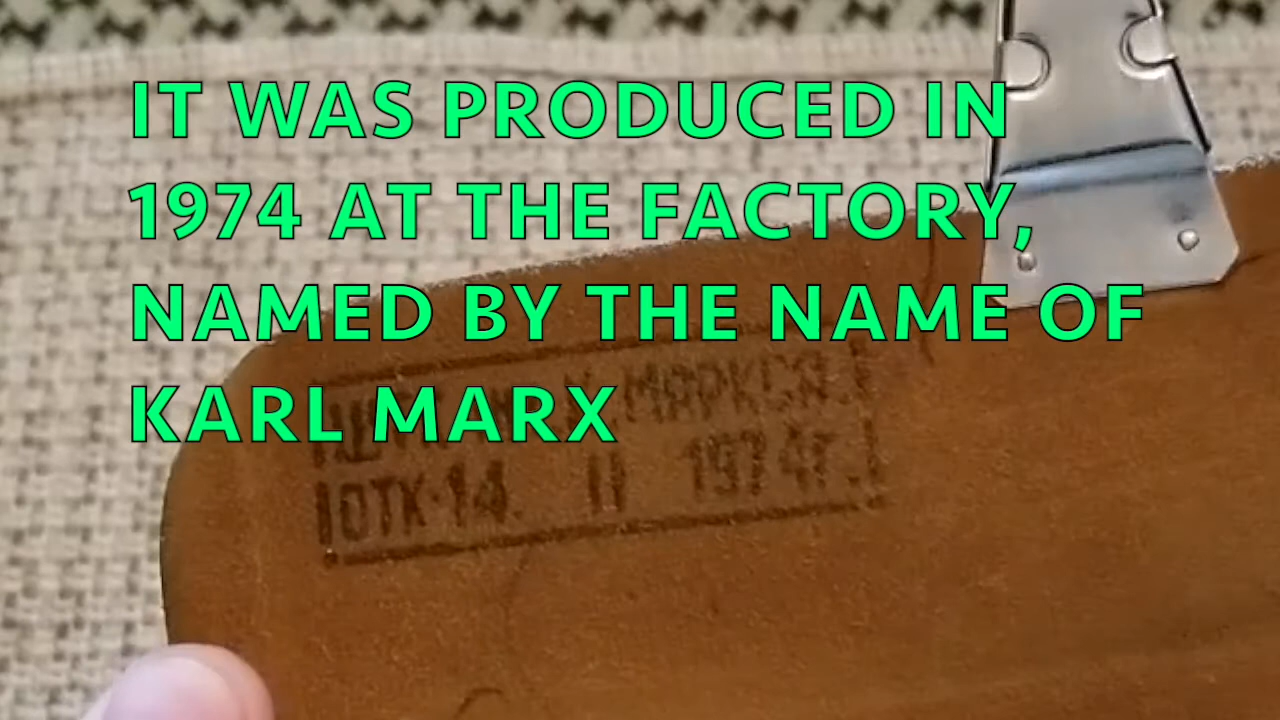 IT WAS PRODUCED IN
1974 AT THE FACTORY,
NAMED BY THE NAME OF
KARL MARX
МАРКСА
ОТК-14. II 1974г.